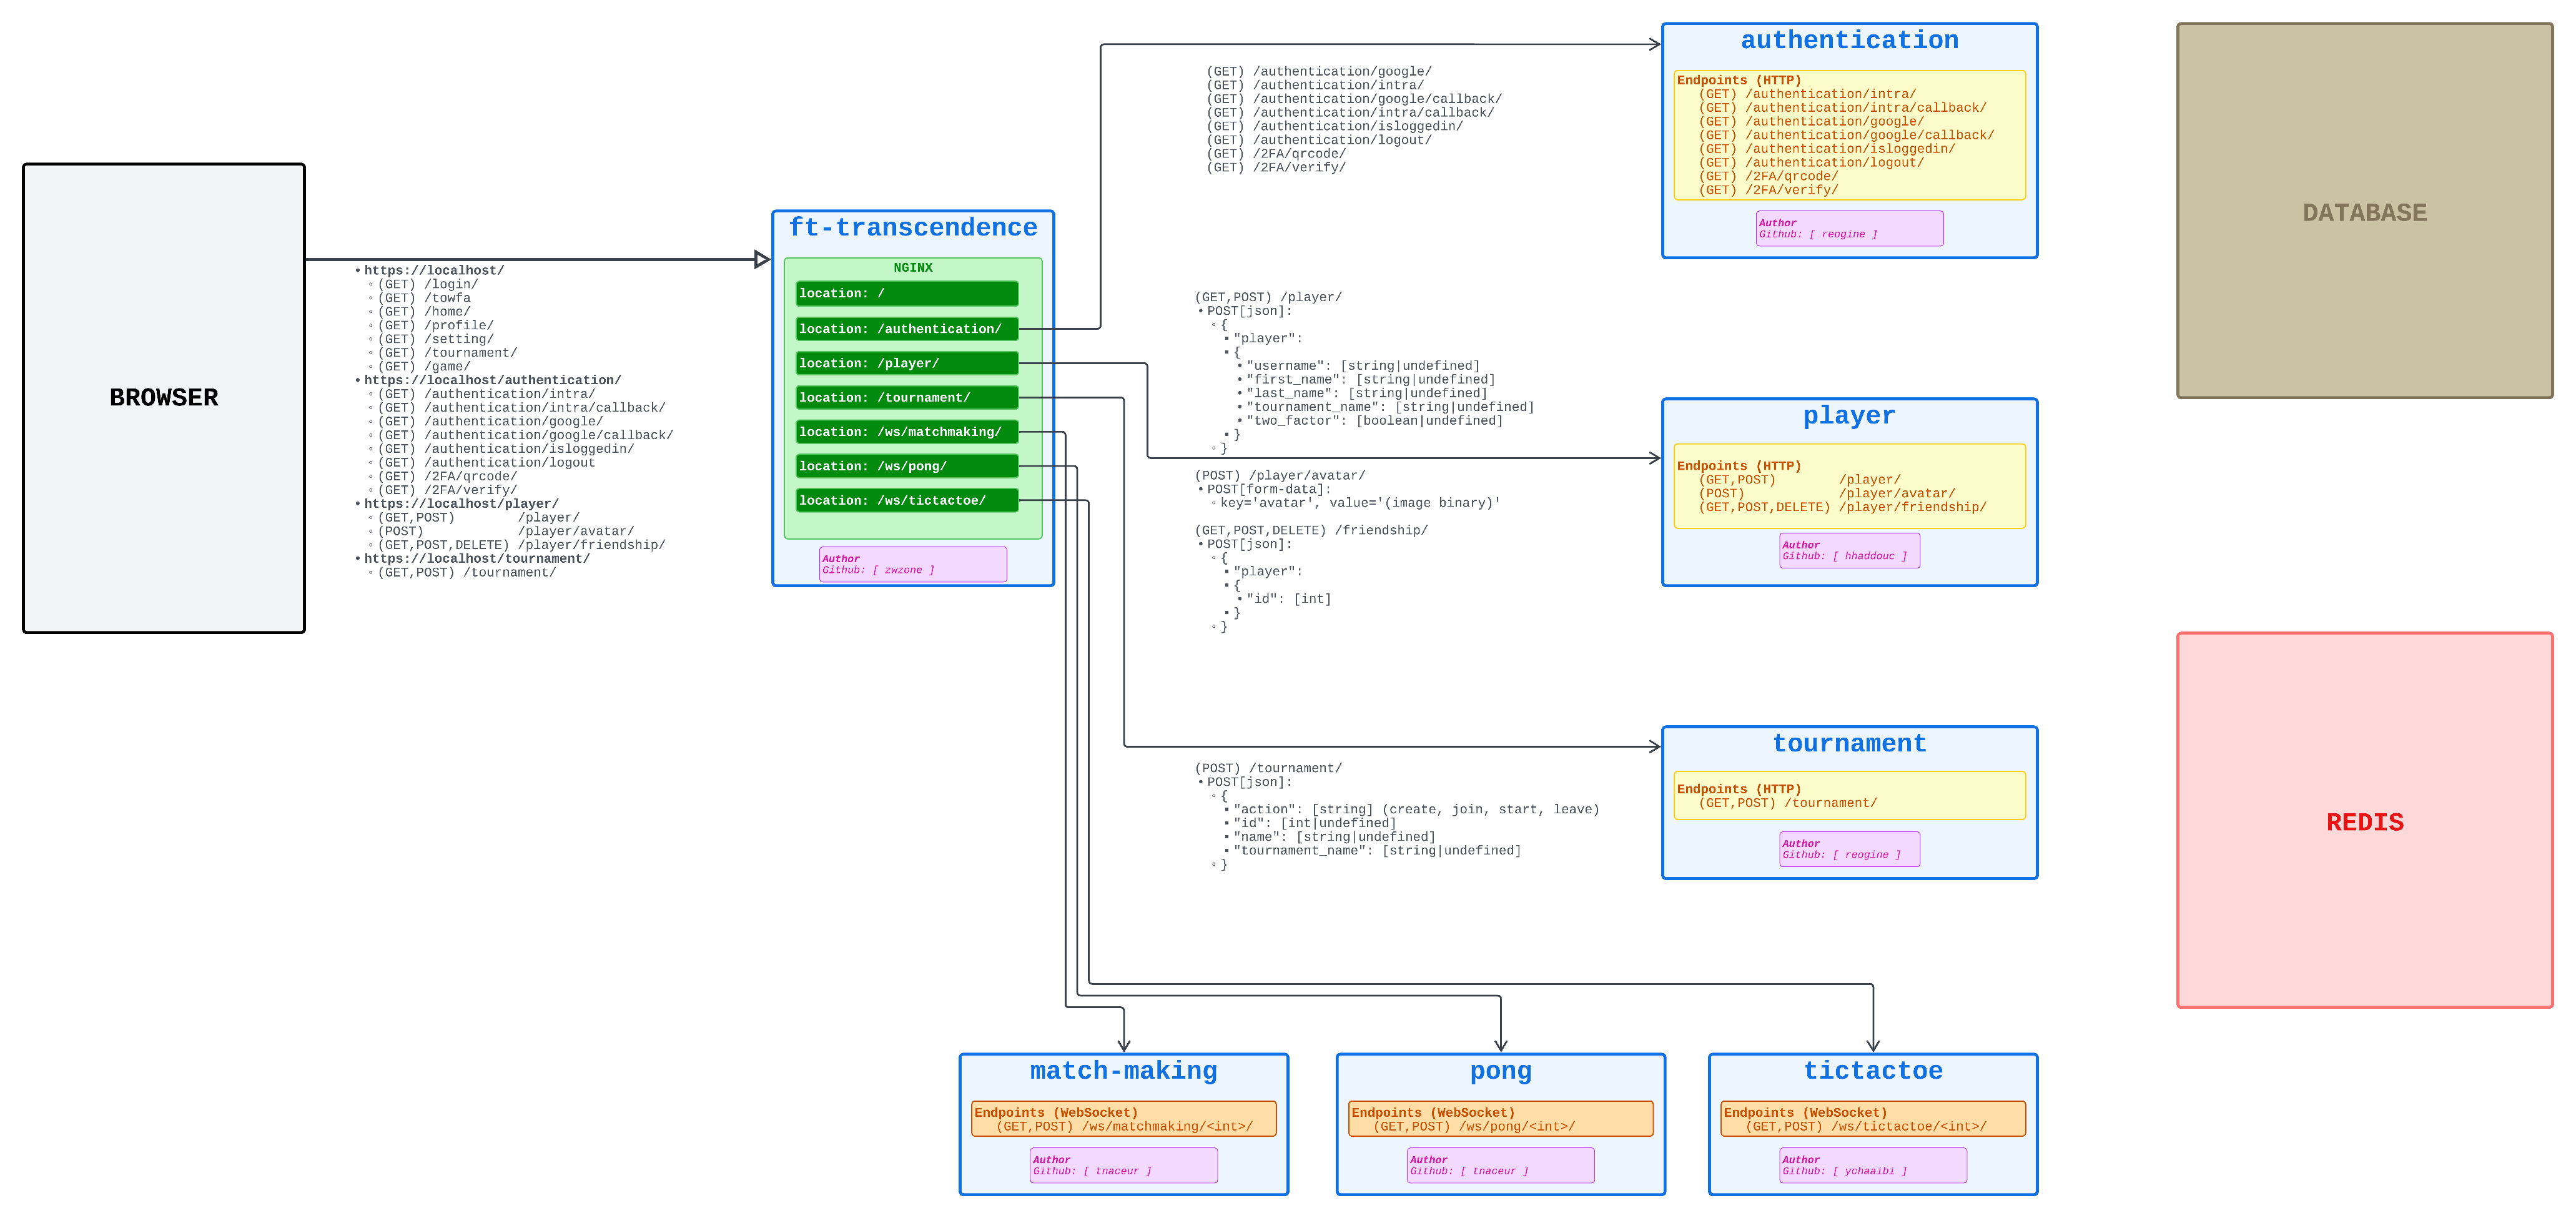 BROWSER
• https://localhost/
◦ (GET) /login/
◦ (GET) /towfa
◦ (GET) /home/
◦ (GET) /profile/
◦ (GET) /setting/
◦ (GET) /tournament/
◦ (GET) /game/
• https://localhost/authentication/
◦ (GET) /authentication/intra/
◦ (GET) /authentication/intra/callback/
◦ (GET) /authentication/google/
◦ (GET) /authentication/google/callback/
◦ (GET) /authentication/isloggedin/
◦ (GET) /authentication/logout
◦ (GET) /2FA/qrcode/
◦ (GET) /2FA/verify/
• https://localhost/player/
◦ (GET,POST) /player/
◦ (POST) /player/avatar/
◦ (GET,POST,DELETE) /player/friendship/
• https://localhost/tournament/
◦ (GET,POST) /tournament/
ft-transcendence
NGINX
location: /
location: /authentication/
location: /player/
location: /tournament/
location: /ws/matchmaking/
location: /ws/pong/
location: /ws/tictactoe/
Author
Github: [ zwzone ]
(GET) /authentication/google/
(GET) /authentication/intra/
(GET) /authentication/google/callback/
(GET) /authentication/intra/callback/
(GET) /authentication/isloggedin/
(GET) /authentication/logout/
(GET) /2FA/qrcode/
(GET) /2FA/verify/
(GET,POST) /player/
• POST[json]:
◦ {
▪ "player":
▪ {
• "username": [string|undefined]
• "first_name": [string|undefined]
• "last_name": [string|undefined]
• "tournament_name": [string|undefined]
• "two_factor": [boolean|undefined]
▪ }
◦ }
(POST) /player/avatar/
• POST[form-data]:
◦ key='avatar', value='(image binary)'
(GET,POST,DELETE) /friendship/
• POST[json]:
◦ {
▪ "player":
▪ {
• "id": [int]
▪ }
◦ }
(POST) /tournament/
• POST[json]:
◦ {
▪ "action": [string] (create, join, start, leave)
▪ "id": [int|undefined]
▪ "name": [string|undefined]
▪ "tournament_name": [string|undefined]
◦ }
authentication
Endpoints (HTTP)
(GET) /authentication/intra/
(GET) /authentication/intra/callback/
(GET) /authentication/google/
(GET) /authentication/google/callback/
(GET) /authentication/isloggedin/
(GET) /authentication/logout/
(GET) /2FA/qrcode/
(GET) /2FA/verify/
Author
Github: [ reogine ]
player
Endpoints (HTTP)
(GET,POST) /player/
(POST) /player/avatar/
(GET,POST,DELETE) /player/friendship/
Author
Github: [ hhaddouc ]
tournament
Endpoints (HTTP)
(GET,POST) /tournament/
Author
Github: [ reogine ]
match-making
Endpoints (WebSocket)
(GET,POST) /ws/matchmaking/<int>/
Author
Github: [ tnaceur ]
pong
Endpoints (WebSocket)
(GET,POST) /ws/pong/<int>/
Author
Github: [ tnaceur ]
tictactoe
Endpoints (WebSocket)
(GET,POST) /ws/tictactoe/<int>/
Author
Github: [ ychaaibi ]
DATABASE
REDIS